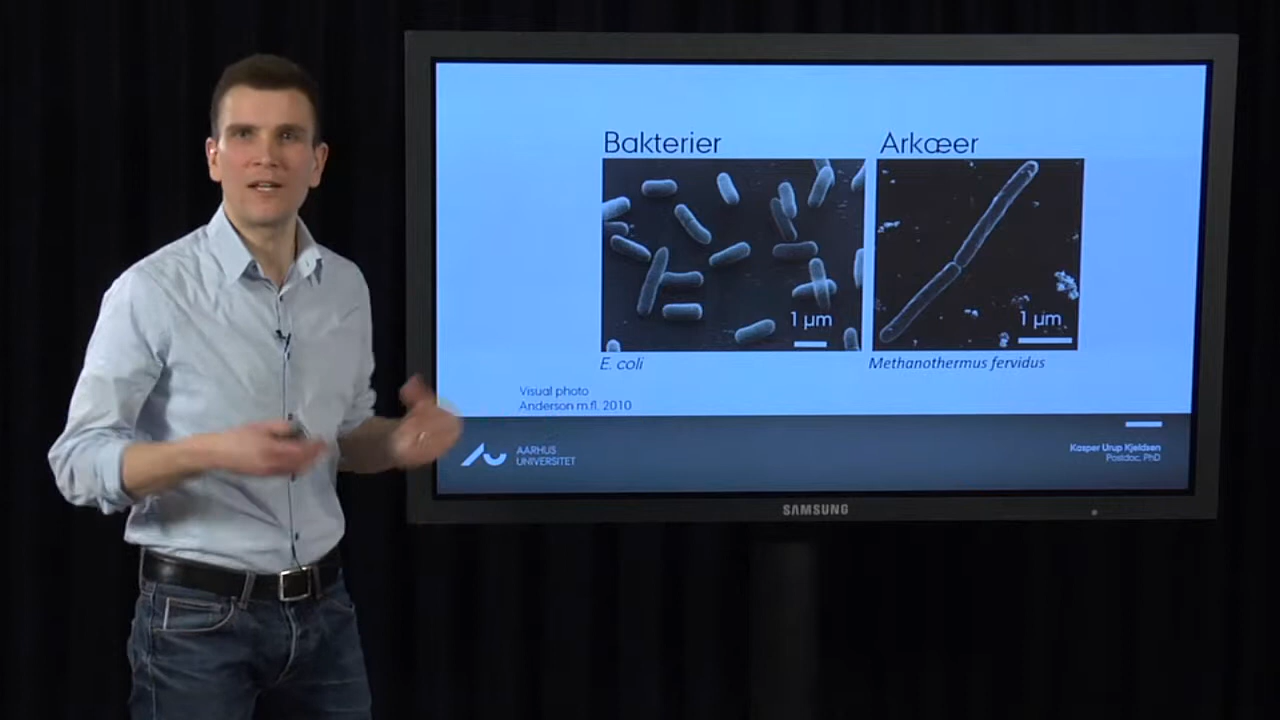 Bakterier
Arkæer
1 µm
1 µm
E. coli
Methanothermus fervidus
Visual photo
Anderson m.fl. 2010
AARHUS
UNIVERSITET
Kasper Urup Kjeldsen
Postdoc, PhD
SAMSUNG